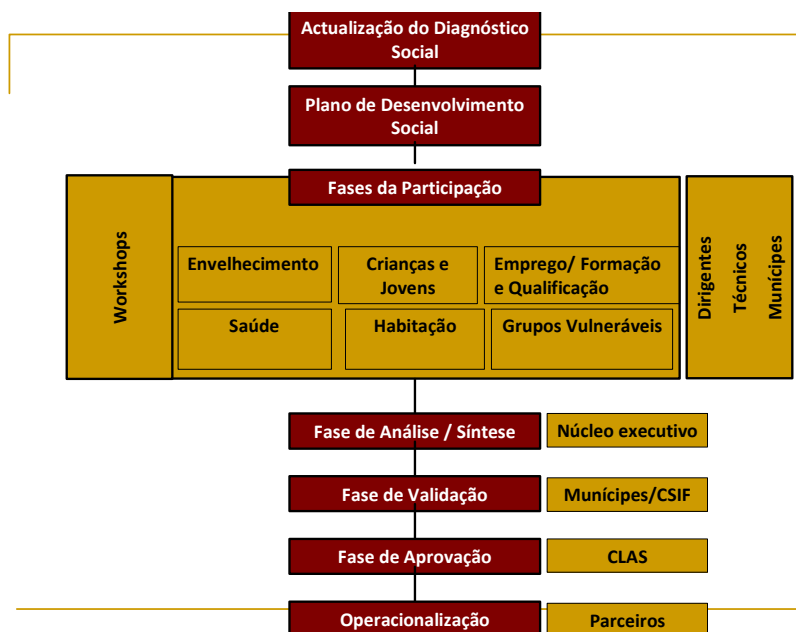 Actualização do Diagnóstico
Social
Plano de Desenvolvimento
Social
Fases da Participação
Workshops
Envelhecimento
Crianças e
Jovens
Emprego/ Formação
e Qualificação
Saúde
Habitação
Grupos Vulneráveis
Dirigentes
Técnicos
Munícipes
Fase de Análise / Síntese
Núcleo executivo
Fase de Validação
Munícipes/CSIF
Fase de Aprovação
CLAS
Operacionalização
Parceiros